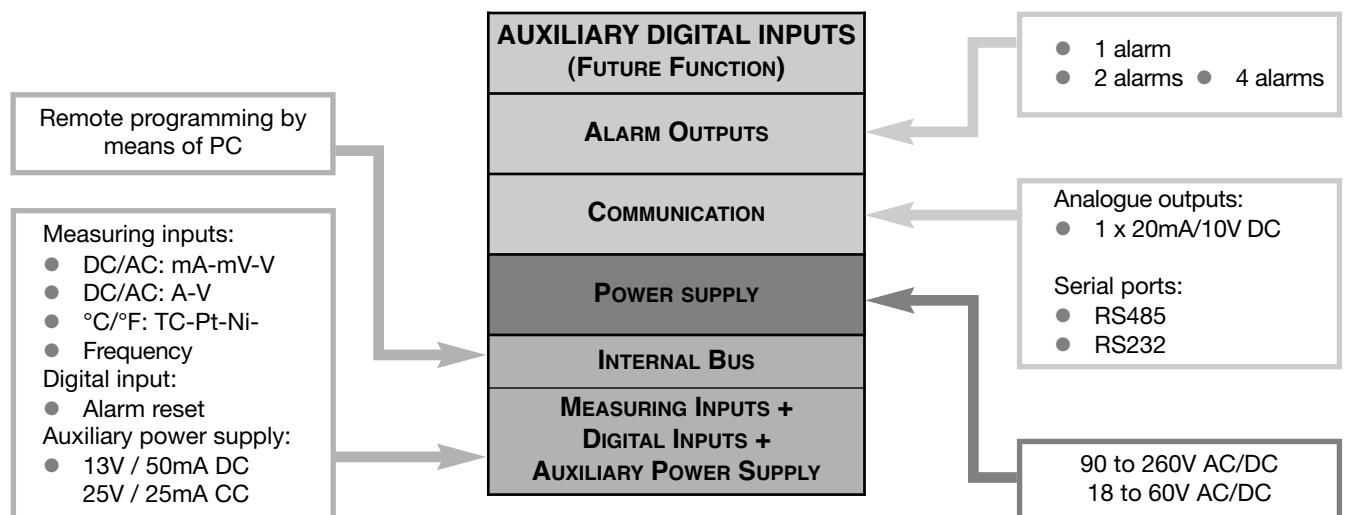 Remote programming by
means of PC
Measuring inputs:
● DC/AC: mA-mV-V
● DC/AC: A-V
● °C/°F: TC-Pt-Ni-
● Frequency
Digital input:
● Alarm reset
Auxiliary power supply:
● 13V / 50mA DC
25V / 25mA CC
AUXILIARY DIGITAL INPUTS
(FUTURE FUNCTION)
ALARM OUTPUTS
COMMUNICATION
POWER SUPPLY
INTERNAL BUS
MEASURING INPUTS +
DIGITAL INPUTS +
AUXILIARY POWER SUPPLY
● 1 alarm
● 2 alarms ● 4 alarms
Analogue outputs:
● 1 x 20mA/10V DC
Serial ports:
● RS485
● RS232
90 to 260V AC/DC
18 to 60V AC/DC